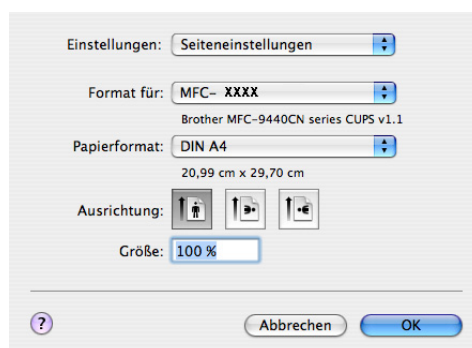 Einstellungen: Seiteneinstellungen
Format für: MFC- XXXX
Brother MFC-9440CN series CUPS v1.1
Papierformat: DIN A4
20,99 cm x 29,70 cm
Ausrichtung:
Größe: 100 %
? Abbrechen OK